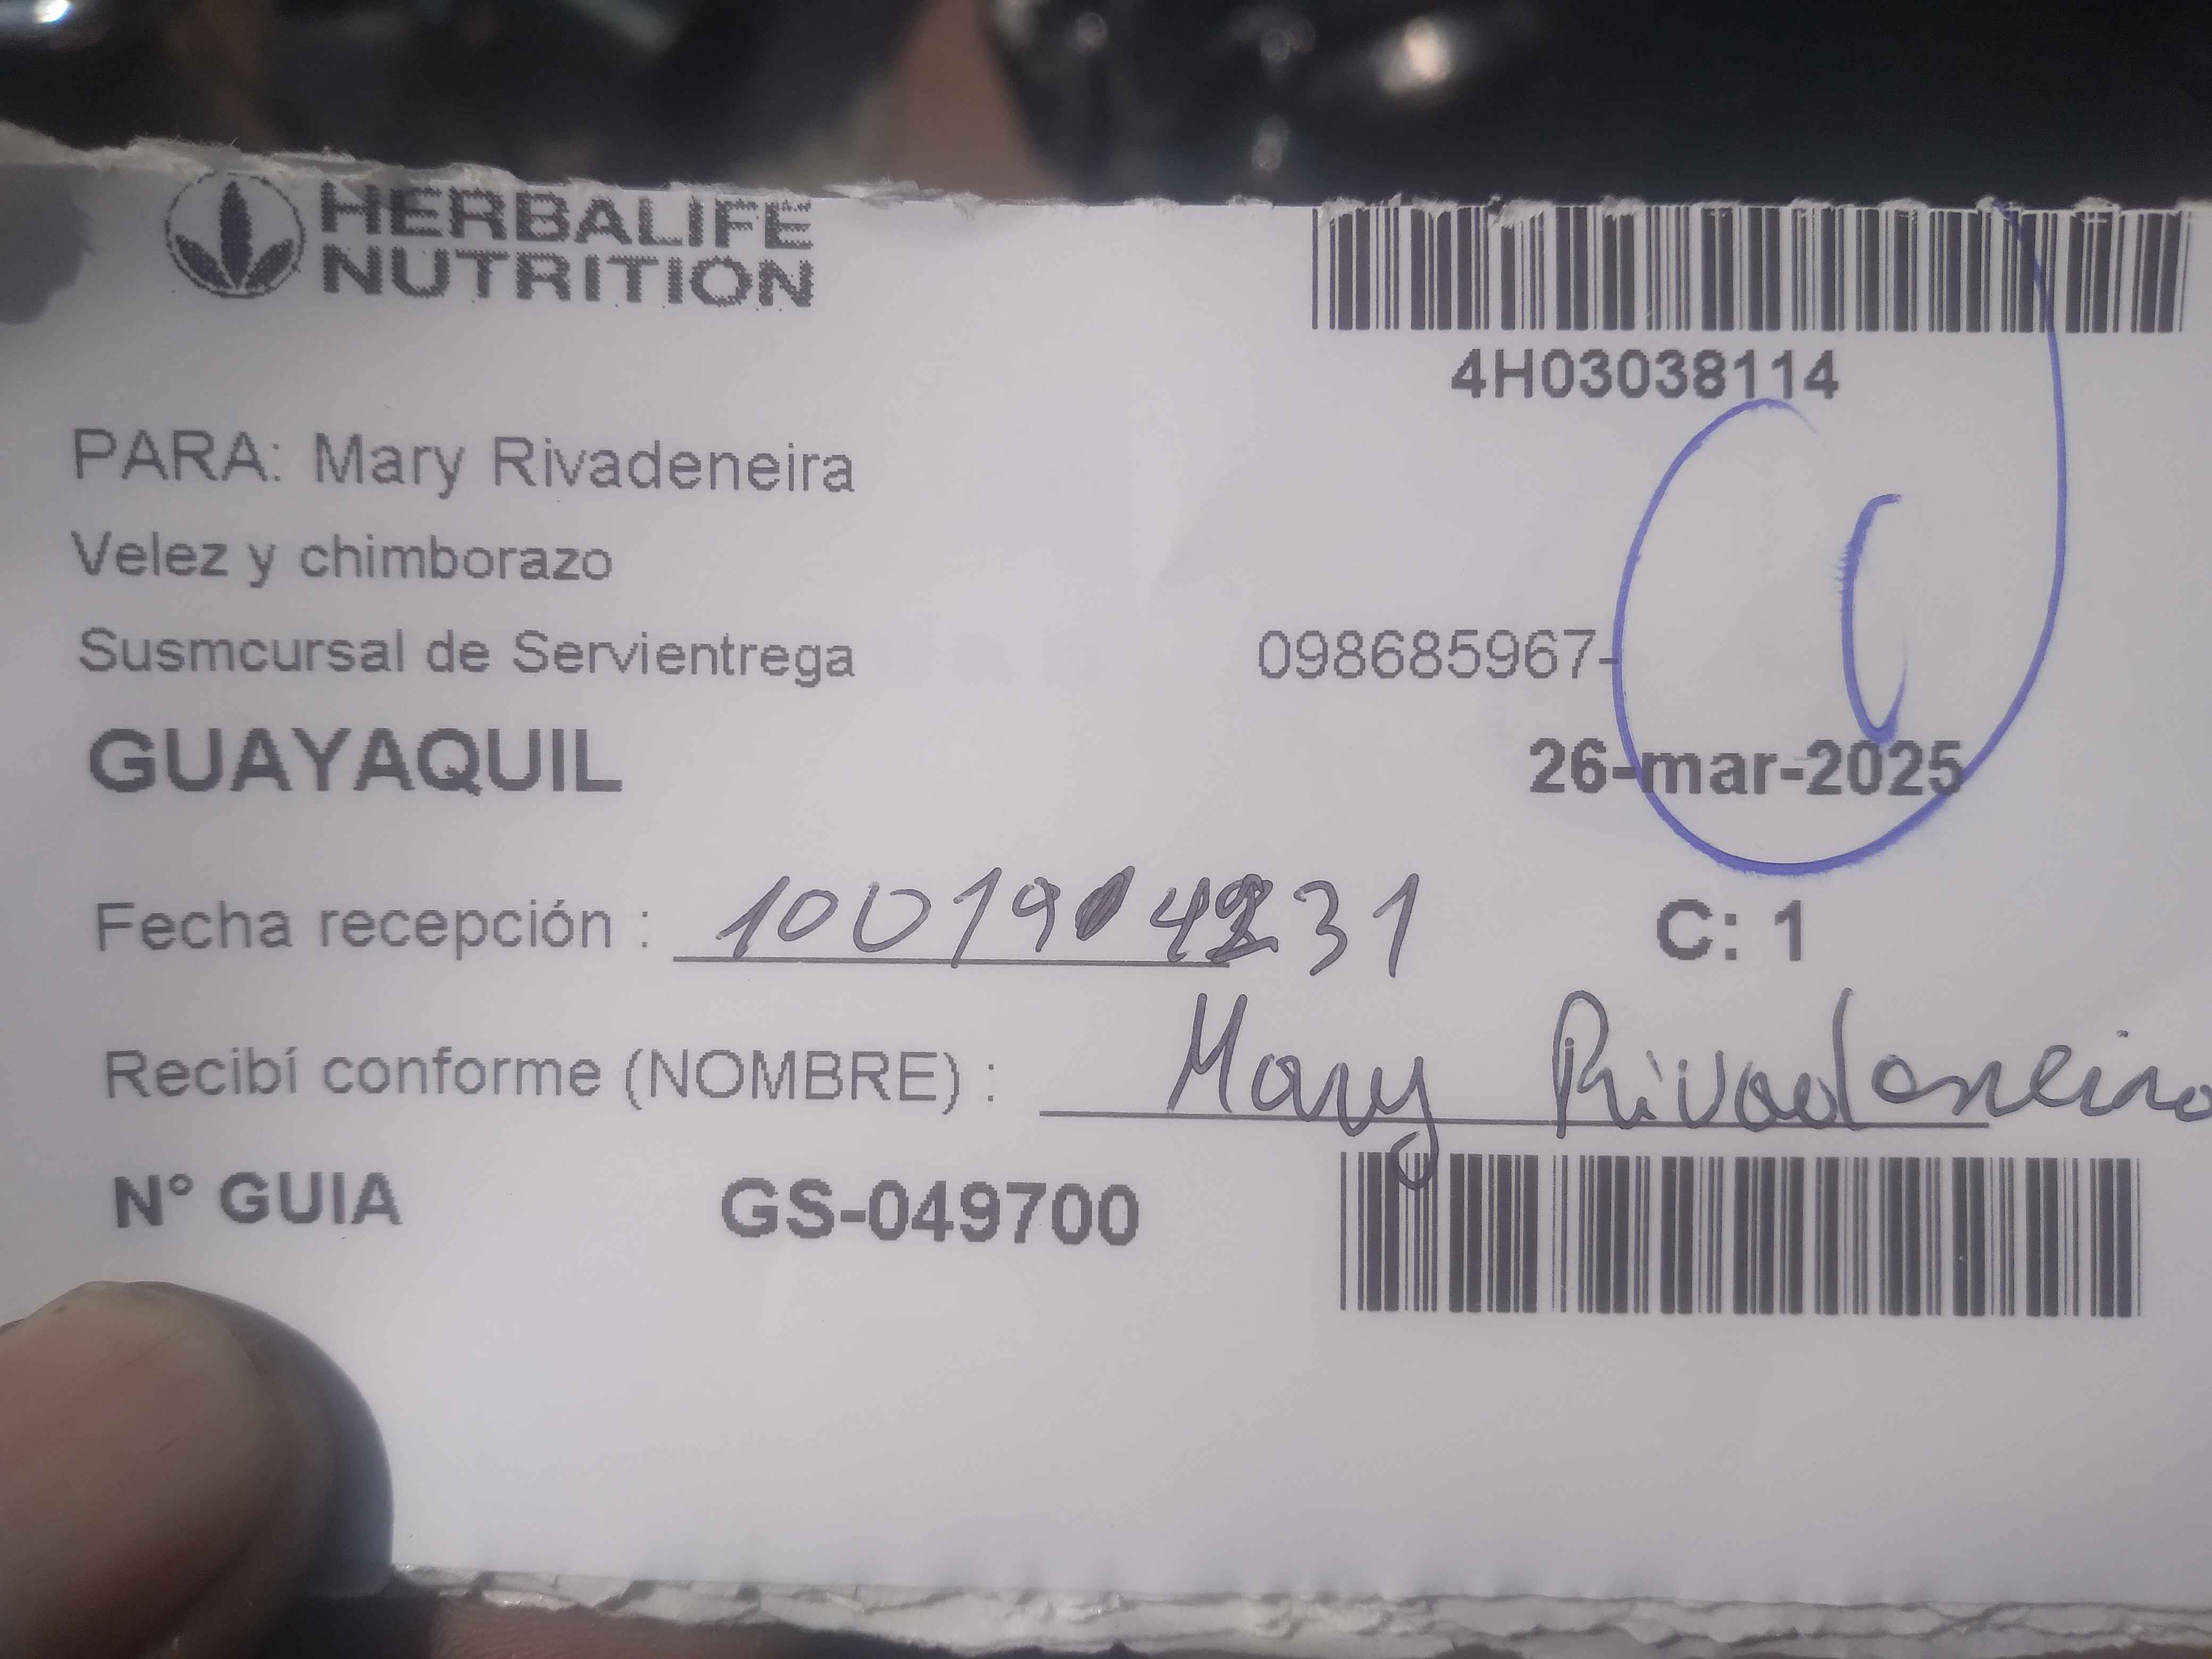 HERBALIFE
NUTRITION
4H03038114
PARA: Mary Rivadeneira
Velez y chimborazo
Susmcursal de Servientrega 098685967-
GUAYAQUIL 26-mar-2025
Fecha recepción : C: 1
Recibí conforme (NOMBRE) : Mary Rivadeneira
N° GUIA GS-049700